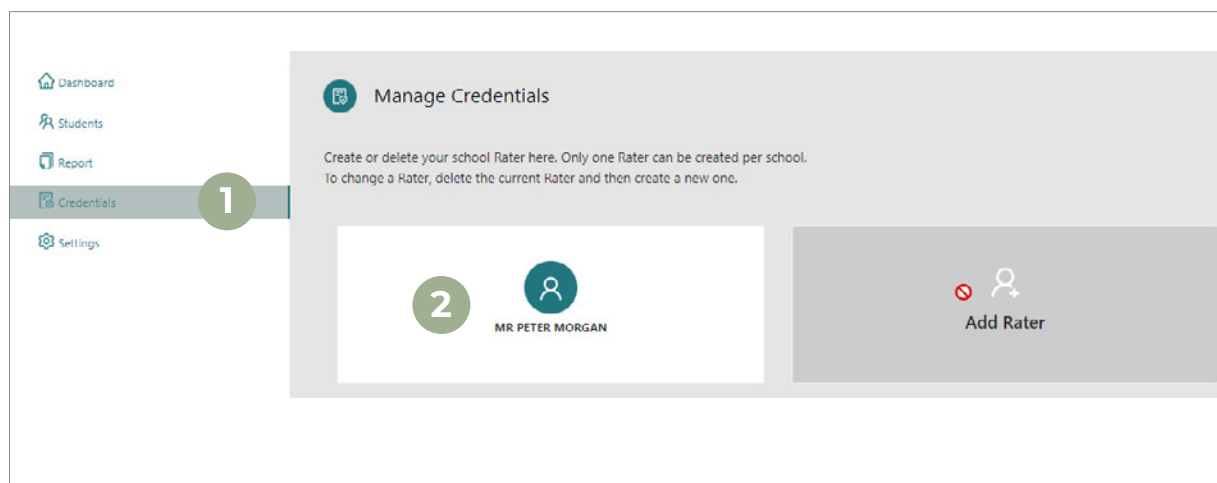 Dashboard
Students
Report
Credentials
Settings
1
Manage Credentials
Create or delete your school Rater here. Only one Rater can be created per school.
To change a Rater, delete the current Rater and then create a new one.
2
MR PETER MORGAN
Add Rater